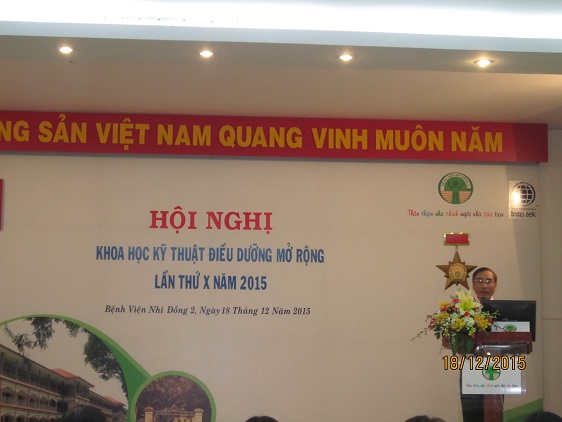 NG SẢN VIỆT NAM QUANG VINH MUÔN NĂM
HỘI NGHỊ
KHOA HỌC KỸ THUẬT ĐIỀU DƯỠNG MỞ RỘNG
LẦN THỨ X NĂM 2015
Bệnh Viện Nhi Đồng 2, Ngày 18 Tháng 12 Năm 2015
18/12/2015